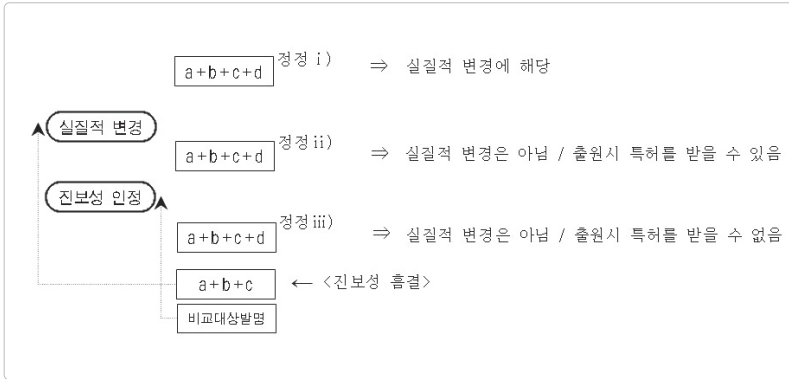 a+b+c+d 정정 i) ⇒ 실질적 변경에 해당
실질적 변경
a+b+c+d 정정 ii) ⇒ 실질적 변경은 아님 / 출원시 특허를 받을 수 있음
진보성 인정
a+b+c+d 정정 iii) ⇒ 실질적 변경은 아님 / 출원시 특허를 받을 수 없음
a+b+c ← <진보성 흠결>
비교대상발명